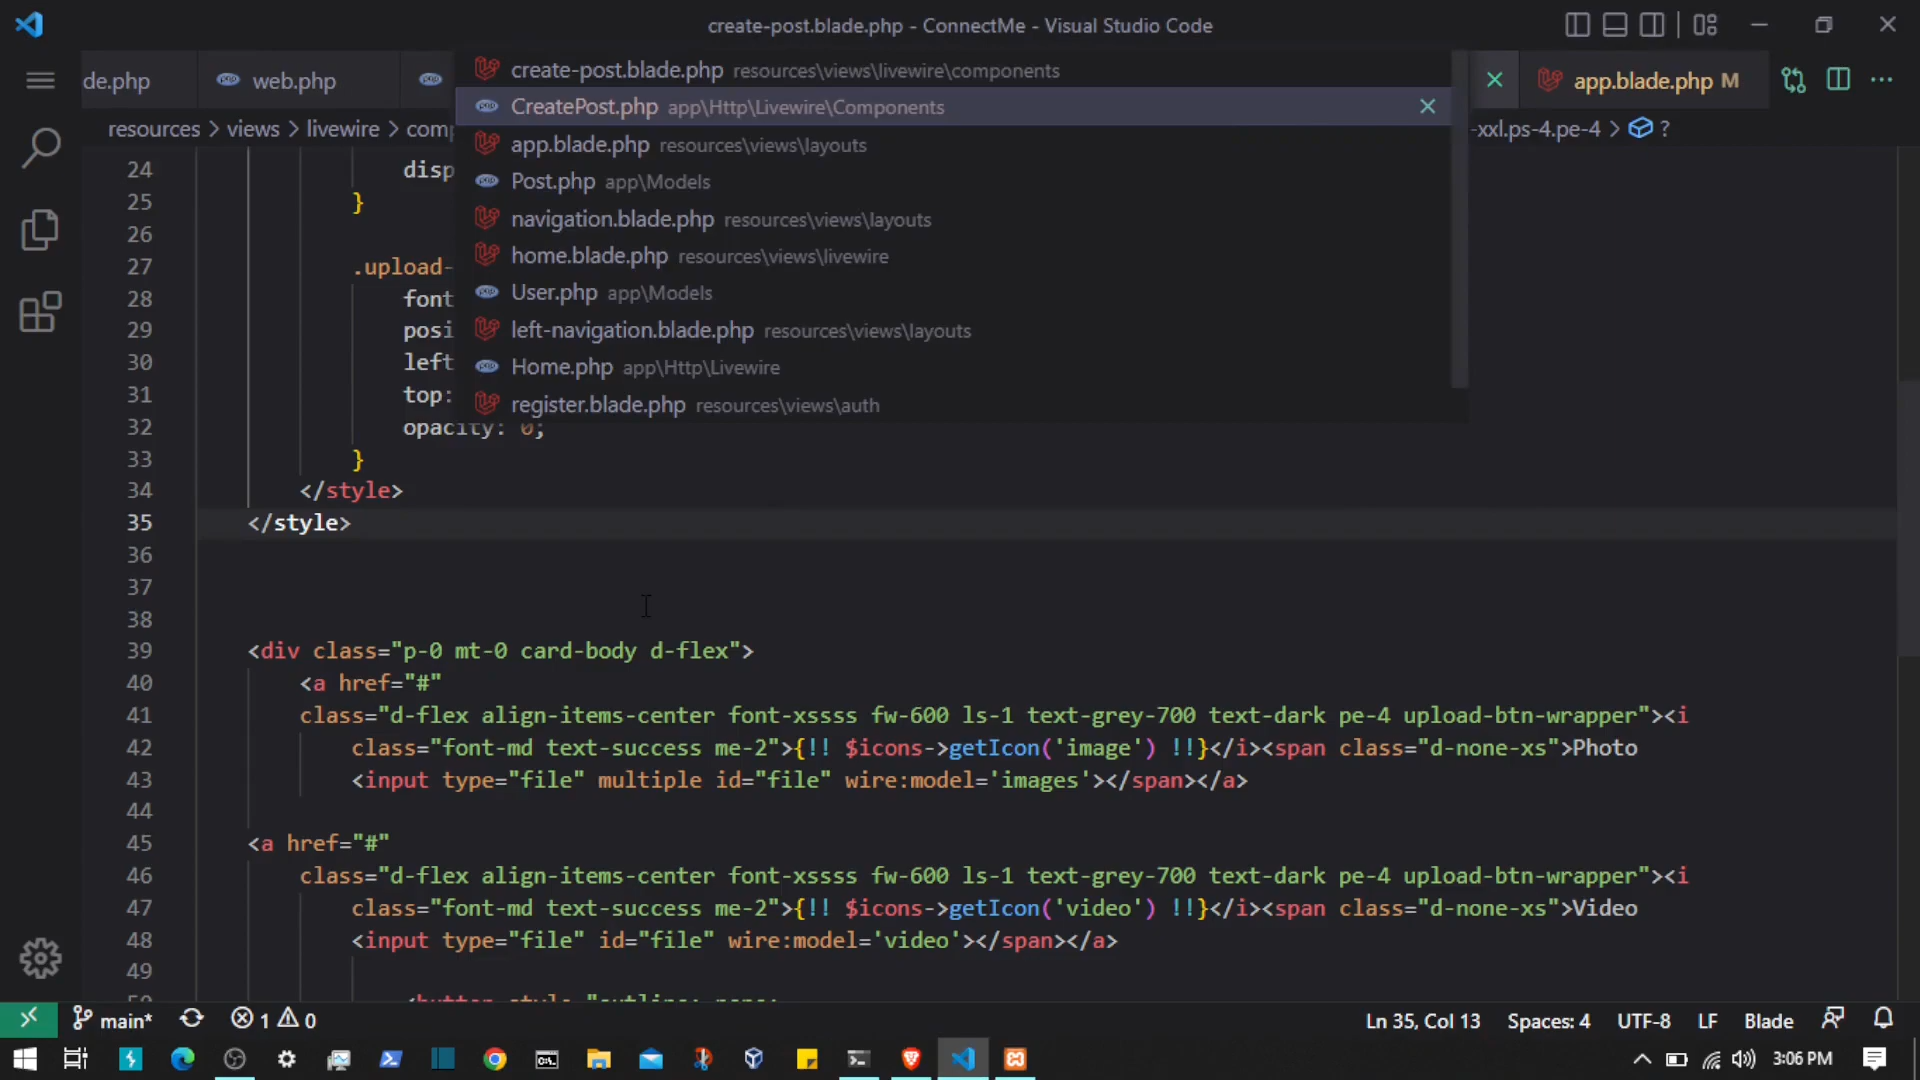 create-post.blade.php - ConnectMe - Visual Studio Code
de.php
web.php
app.blade.php M
create-post.blade.php resources\views\livewire\components
CreatePost.php app\Http\Livewire\Components
app.blade.php resources\views\layouts
Post.php app\Models
navigation.blade.php resources\views\layouts
home.blade.php resources\views\livewire
User.php app\Models
left-navigation.blade.php resources\views\layouts
Home.php app\Http\Livewire
register.blade.php resources\views\auth
resources > views > livewire > comp
-xxl.ps-4.pe-4 > ?
24 disp
25 }
26
27 .upload-
28 font
29 posi
30 left
31 top:
32 opacity: 0;
33 }
34 </style>
35 </style>
36
37
38
39 <div class="p-0 mt-0 card-body d-flex">
40 <a href="#"
41 class="d-flex align-items-center font-xssss fw-600 ls-1 text-grey-700 text-dark pe-4 upload-btn-wrapper"><i
42 class="font-md text-success me-2">{!! $icons->getIcon('image') !!}</i><span class="d-none-xs">Photo
43 <input type="file" multiple id="file" wire:model='images'></span></a>
44
45 <a href="#"
46 class="d-flex align-items-center font-xssss fw-600 ls-1 text-grey-700 text-dark pe-4 upload-btn-wrapper"><i
47 class="font-md text-success me-2">{!! $icons->getIcon('video') !!}</i><span class="d-none-xs">Video
48 <input type="file" id="file" wire:model='video'></span></a>
49
main* 1 0 Ln 35, Col 13 Spaces: 4 UTF-8 LF Blade
3:06 PM